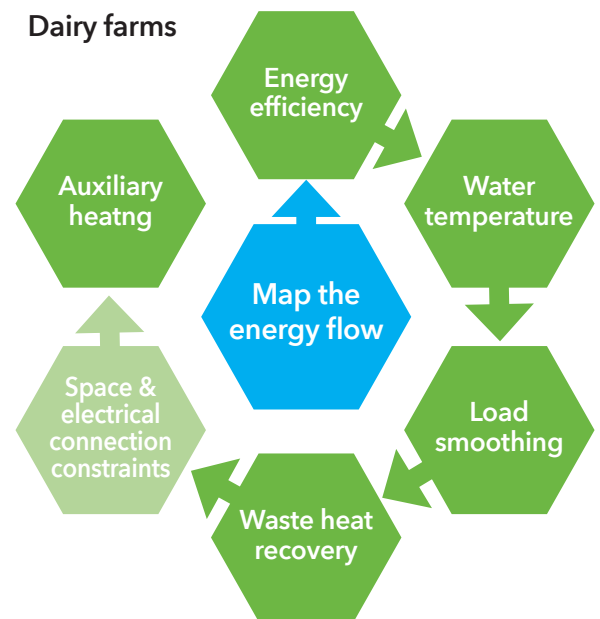 Dairy farms
Energy
efficiency
Water
temperature
Load
smoothing
Waste heat
recovery
Space &
electrical
connection
constraints
Auxiliary
heatng
Map the
energy flow